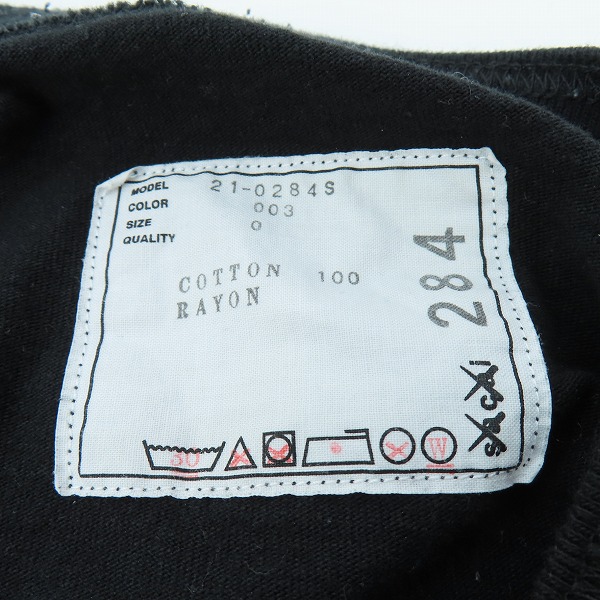 MODEL 21-0284S
COLOR 003
SIZE 0
QUALITY
COTTON 100
RAYON
284
sacai
30
W